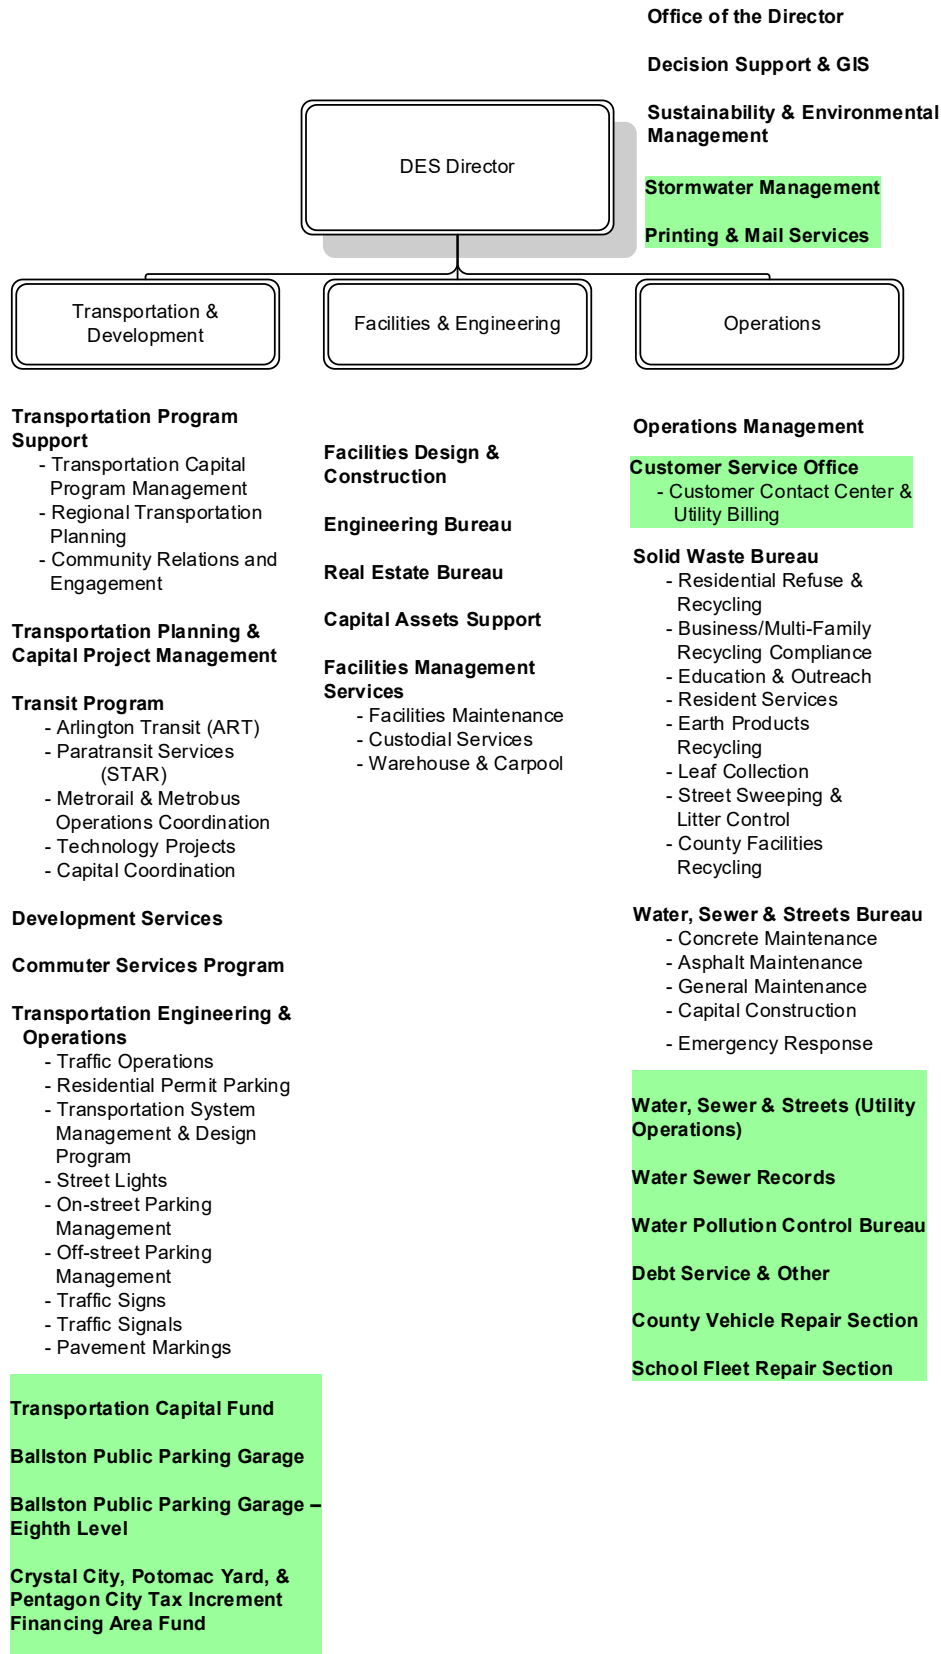 Office of the Director
Decision Support & GIS
Sustainability & Environmental
Management
Stormwater Management
Printing & Mail Services
DES Director
Transportation &
Development
Facilities & Engineering
Operations
Transportation Program
Support
- Transportation Capital
Program Management
- Regional Transportation
Planning
- Community Relations and
Engagement
Transportation Planning &
Capital Project Management
Transit Program
- Arlington Transit (ART)
- Paratransit Services
(STAR)
- Metrorail & Metrobus
Operations Coordination
- Technology Projects
- Capital Coordination
Development Services
Commuter Services Program
Transportation Engineering &
Operations
- Traffic Operations
- Residential Permit Parking
- Transportation System
Management & Design
Program
- Street Lights
- On-street Parking
Management
- Off-street Parking
Management
- Traffic Signs
- Traffic Signals
- Pavement Markings
Transportation Capital Fund
Ballston Public Parking Garage
Ballston Public Parking Garage –
Eighth Level
Crystal City, Potomac Yard, &
Pentagon City Tax Increment
Financing Area Fund
Facilities Design &
Construction
Engineering Bureau
Real Estate Bureau
Capital Assets Support
Facilities Management
Services
- Facilities Maintenance
- Custodial Services
- Warehouse & Carpool
Operations Management
Customer Service Office
- Customer Contact Center &
Utility Billing
Solid Waste Bureau
- Residential Refuse &
Recycling
- Business/Multi-Family
Recycling Compliance
- Education & Outreach
- Resident Services
- Earth Products
Recycling
- Leaf Collection
- Street Sweeping &
Litter Control
- County Facilities
Recycling
Water, Sewer & Streets Bureau
- Concrete Maintenance
- Asphalt Maintenance
- General Maintenance
- Capital Construction
- Emergency Response
Water, Sewer & Streets (Utility
Operations)
Water Sewer Records
Water Pollution Control Bureau
Debt Service & Other
County Vehicle Repair Section
School Fleet Repair Section